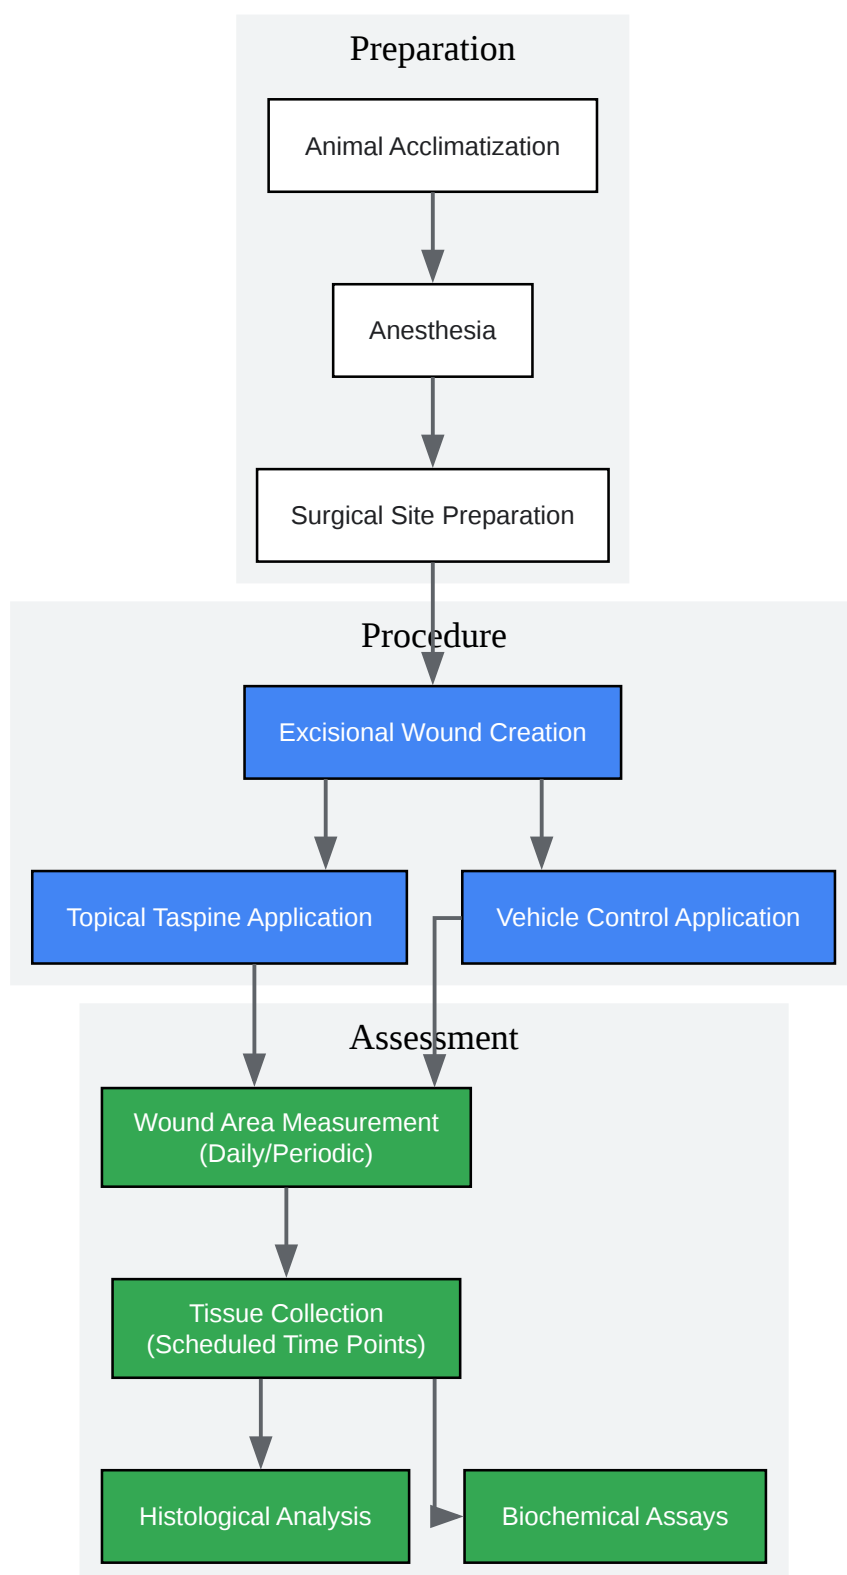 Preparation
Animal Acclimatization
Anesthesia
Surgical Site Preparation
Procedure
Excisional Wound Creation
Topical Taspine Application
Vehicle Control Application
Assessment
Wound Area Measurement
(Daily/Periodic)
Tissue Collection
(Scheduled Time Points)
Histological Analysis
Biochemical Assays